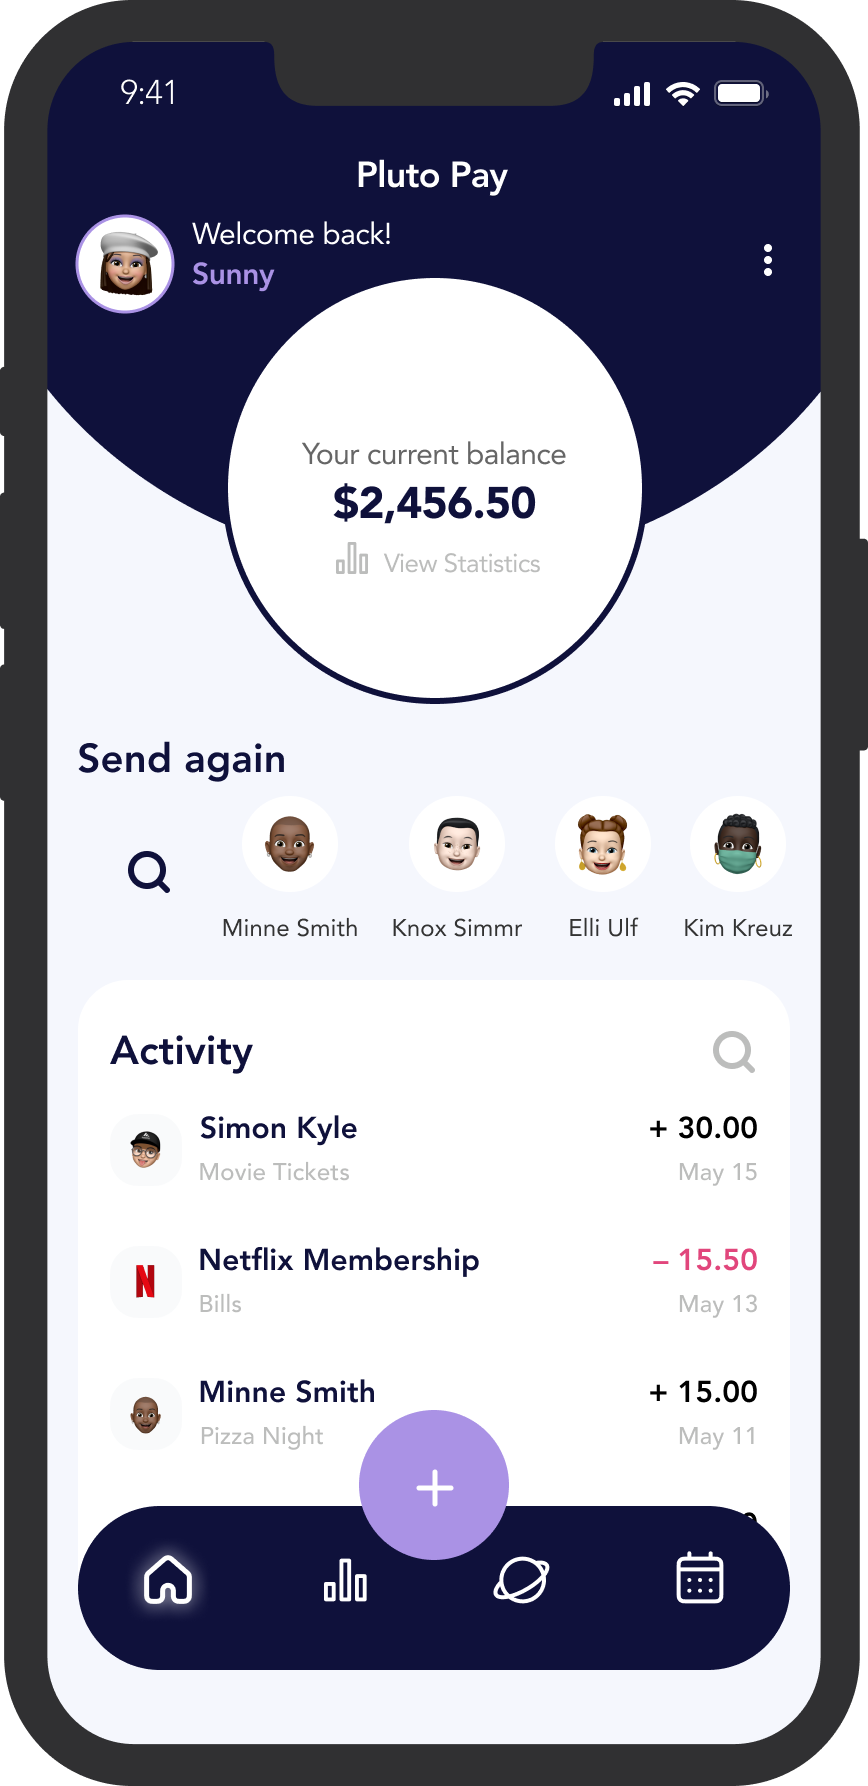 9:41
Pluto Pay
Welcome back!
Sunny
Your current balance
$2,456.50
View Statistics
Send again
Minne Smith
Knox Simmr
Elli Ulf
Kim Kreuz
Activity
Simon Kyle + 30.00
Movie Tickets May 15
Netflix Membership – 15.50
Bills May 13
Minne Smith + 15.00
Pizza Night May 11